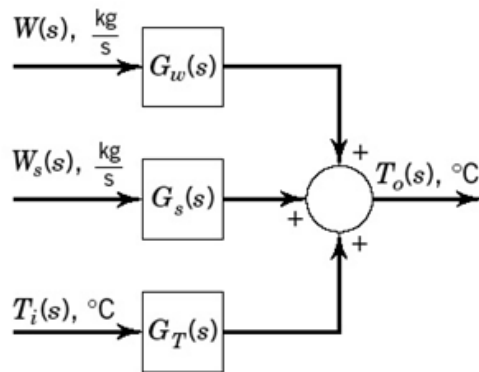 W(s), kg/s
G_w(s)
+
W_s(s), kg/s
G_s(s)
+
T_o(s), °C
+
T_i(s), °C
G_T(s)